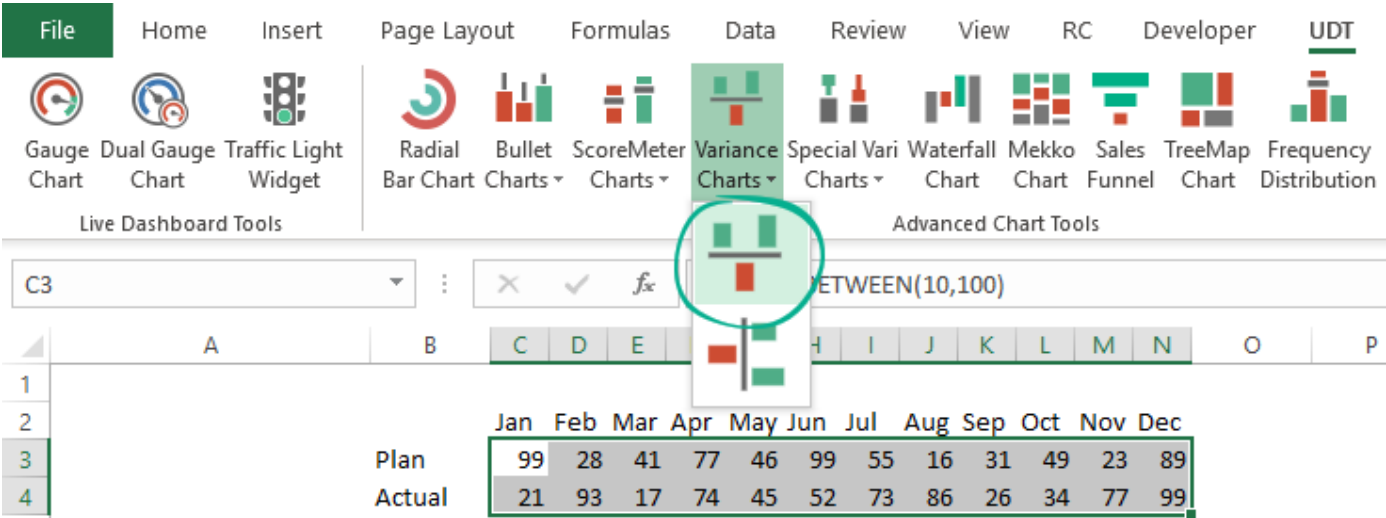 File Home Insert Page Layout Formulas Data Review View RC Developer UDT
Gauge Dual Gauge Traffic Light Radial Bullet ScoreMeter Variance Special Vari Waterfall Mekko Sales TreeMap Frequency
Chart Chart Widget Bar Chart Charts Charts Charts Charts Chart Chart Funnel Chart Distribution
Live Dashboard Tools Advanced Chart Tools
C3 fx ETWEEN(10,100)
A B C D E H I J K L M N O P
1
2 Jan Feb Mar Apr May Jun Jul Aug Sep Oct Nov Dec
3 Plan 99 28 41 77 46 99 55 16 31 49 23 89
4 Actual 21 93 17 74 45 52 73 86 26 34 77 99